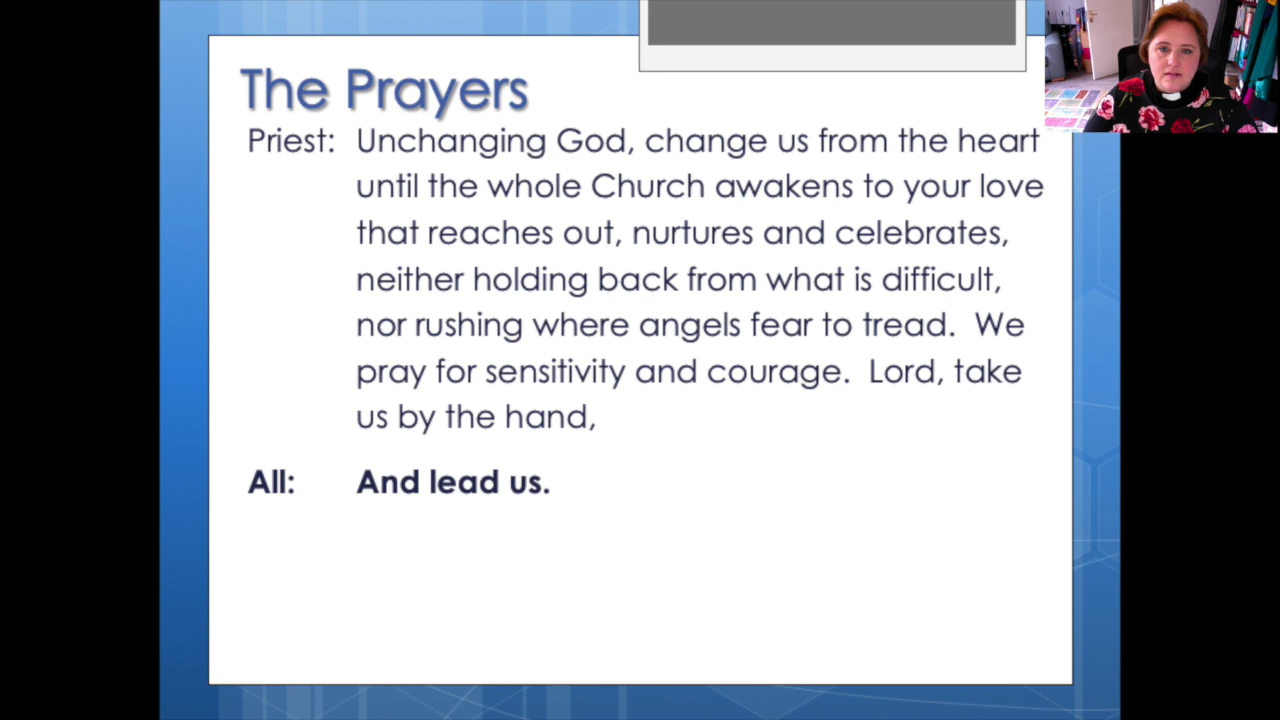 The Prayers
Priest: Unchanging God, change us from the heart
until the whole Church awakens to your love
that reaches out, nurtures and celebrates,
neither holding back from what is difficult,
nor rushing where angels fear to tread.  We
pray for sensitivity and courage.  Lord, take
us by the hand,
All: And lead us.